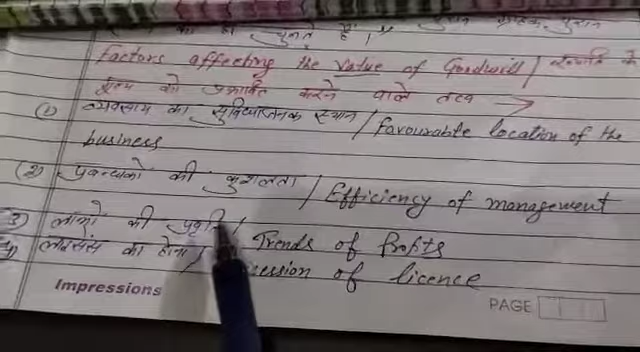 चुनते है।"
Factors affecting the value of Goodwill / ख्याति के
मूल्य को प्रभावित करने वाले तत्व →
(1) व्यवसाय का सुविधाजनक स्थान / favourable location of the
business
(2) प्रबन्धको की कुशलता / Efficiency of management
3) लाभो की प्रवृत्ति / Trends of Profits
4) लाइसेंस का होना / of licence
Impressions
PAGE